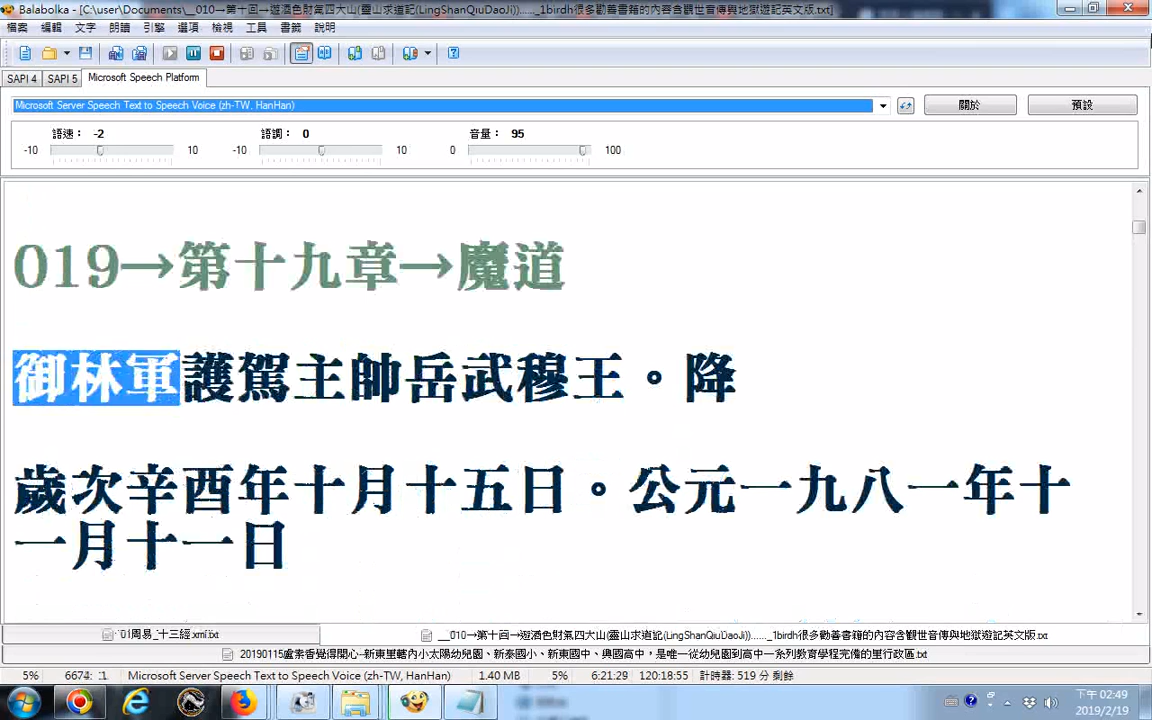 Balabolka - [C:\user\Documents\__010→第十回→遊酒色財氣四大山(靈山求道記(LingShanQiuDaoJi))......_1birdh很多勸善書籍的內容含觀世音傳與地獄遊記英文版.txt]
檔案 編輯 文字 朗讀 引擎 選項 檢視 工具 書籤 說明
SAPI 4 SAPI 5 Microsoft Speech Platform
Microsoft Server Speech Text to Speech Voice (zh-TW, HanHan) 關於 預設
語速： -2 語調： 0 音量： 95
-10 10 -10 10 0 100
019→第十九章→魔道
御林軍護駕主帥岳武穆王。降
歲次辛酉年十月十五日。公元一九八一年十
一月十一日
01周易_十三經.xml.txt __010→第十回→遊酒色財氣四大山(靈山求道記(LingShanQiuDaoJi))......_1birdh很多勸善書籍的內容含觀世音傳與地獄遊記英文版.txt
20190115盧素香覺得開心--新東里轄內小太陽幼兒園、新泰國小、新東國中、興國高中，是唯一從幼兒園到高中一系列教育學程完備的里行政區.txt
5% 6674: 1 Microsoft Server Speech Text to Speech Voice (zh-TW, HanHan) 1.40 MB 5% 6:21:29 120:18:55 計時器: 519 分 剩餘
下午 02:49
2019/2/19